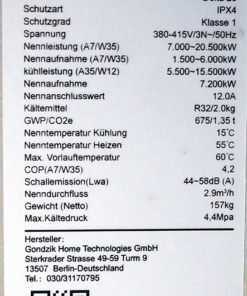 Schutzart IPX4
Schutzgrad Klasse 1
Spannung 380-415V/3N~/50Hz
Nennleistung (A7/W35) 7.000~20.500kW
Nennaufnahme (A7/W35) 1.500~6.000kW
kühlleistung (A35/W12) 5.500~15.500kW
Nennaufnahme 7.200kW
Nennanschlusswert 12.0A
Kältemittel R32/2.0kg
GWP/CO2e 675/1,35 t
Nenntemperatur Kühlung 15℃
Nenntemperatur Heizen 55℃
Max. Vorlauftemperatur 60℃
COP(A7/W35) 4,2
Schallemission(Lwa) 44~58dB (A)
Nenndurchfluss 2.9m³/h
Gewicht (Netto) 157kg
Max.Kältedruck 4,4Mpa
Hersteller :
Gondzik Home Technologies GmbH
Sterkrader Strasse 49-59 Turm 9
13507 Berlin-Deutschland
Tel.: 030/31170795